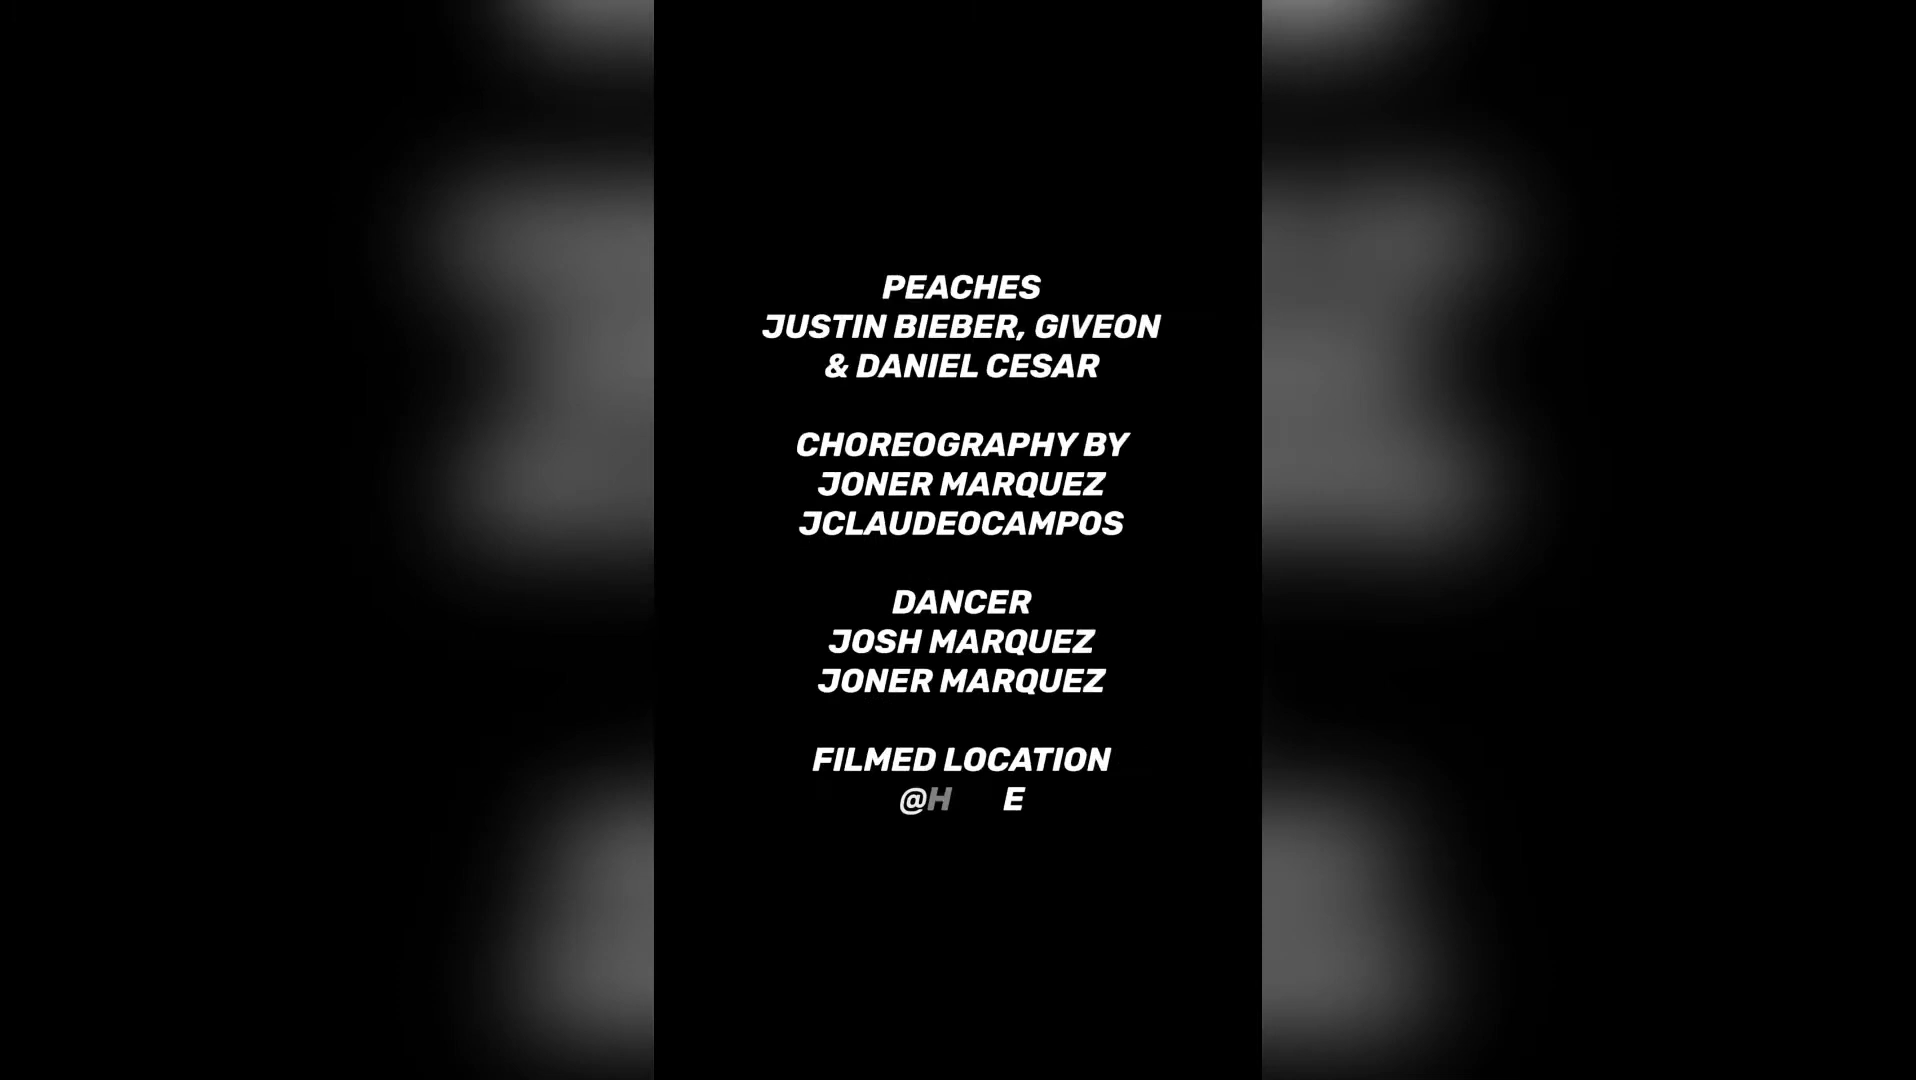 PEACHES
JUSTIN BIEBER, GIVEON
& DANIEL CESAR
CHOREOGRAPHY BY
JONER MARQUEZ
JCLAUDEOCAMPOS
DANCER
JOSH MARQUEZ
JONER MARQUEZ
FILMED LOCATION